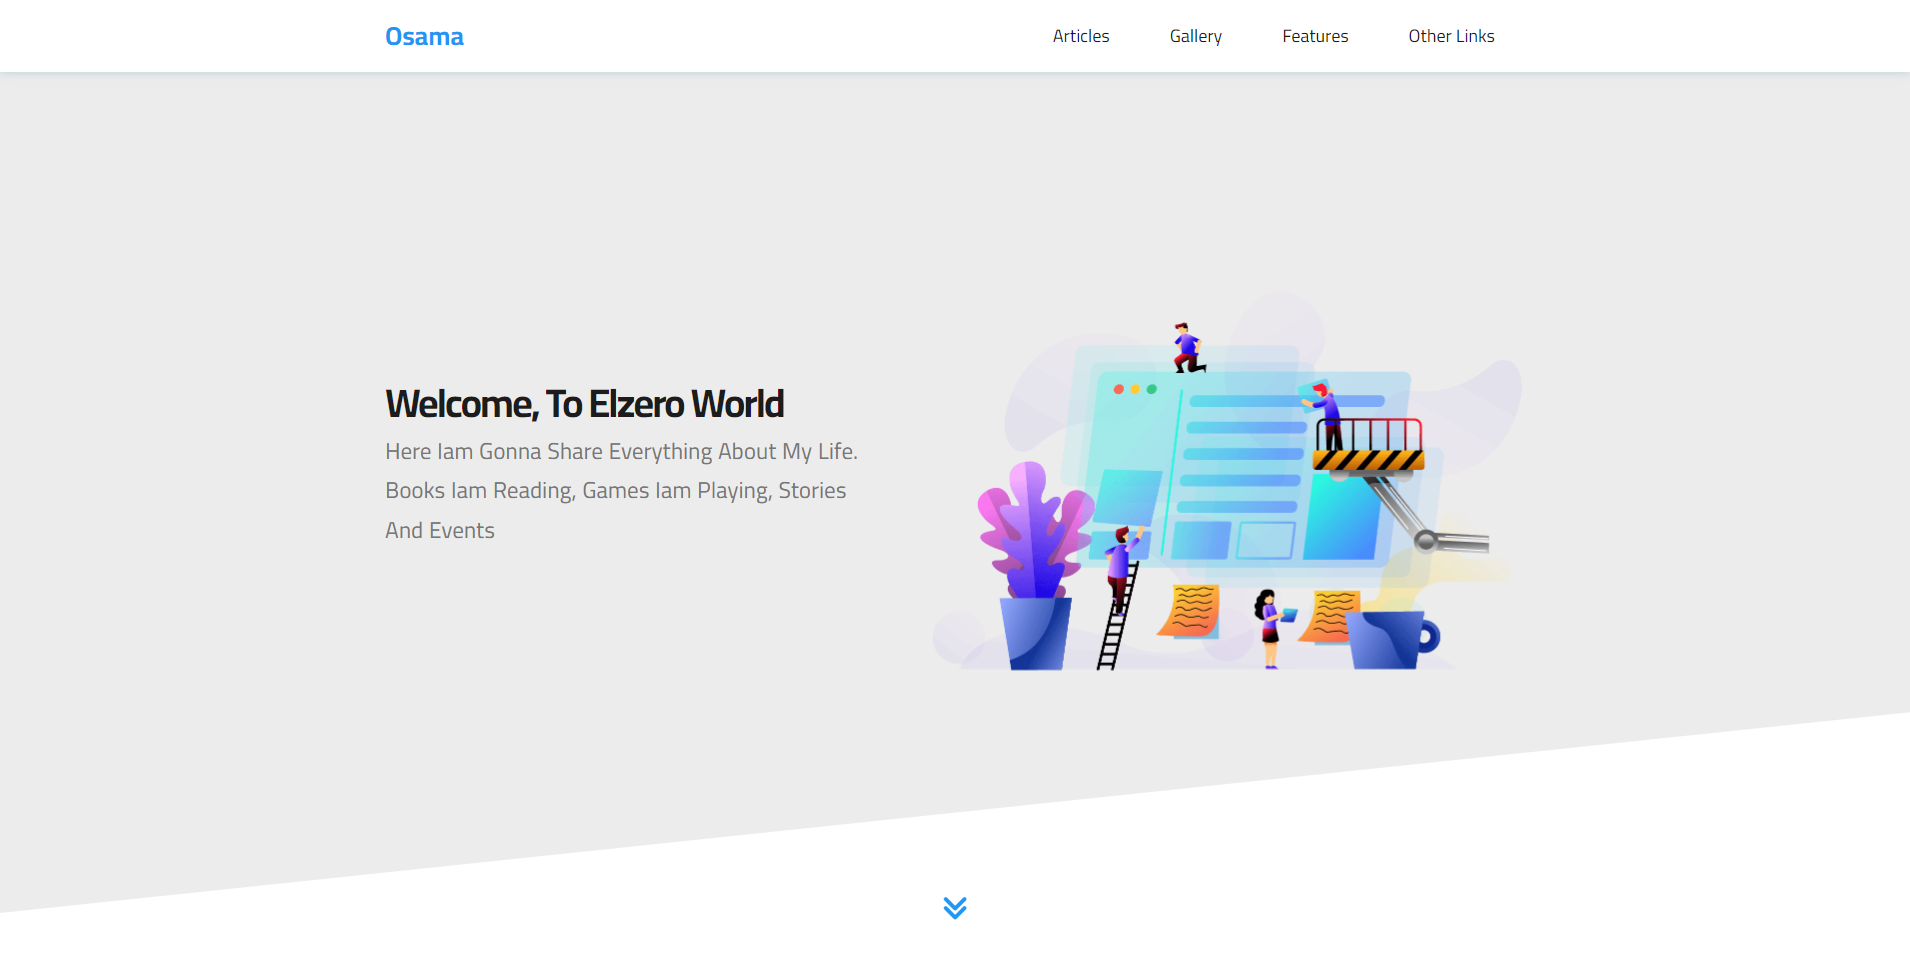 Osama
Articles
Gallery
Features
Other Links
Welcome, To Elzero World
Here Iam Gonna Share Everything About My Life.
Books Iam Reading, Games Iam Playing, Stories
And Events